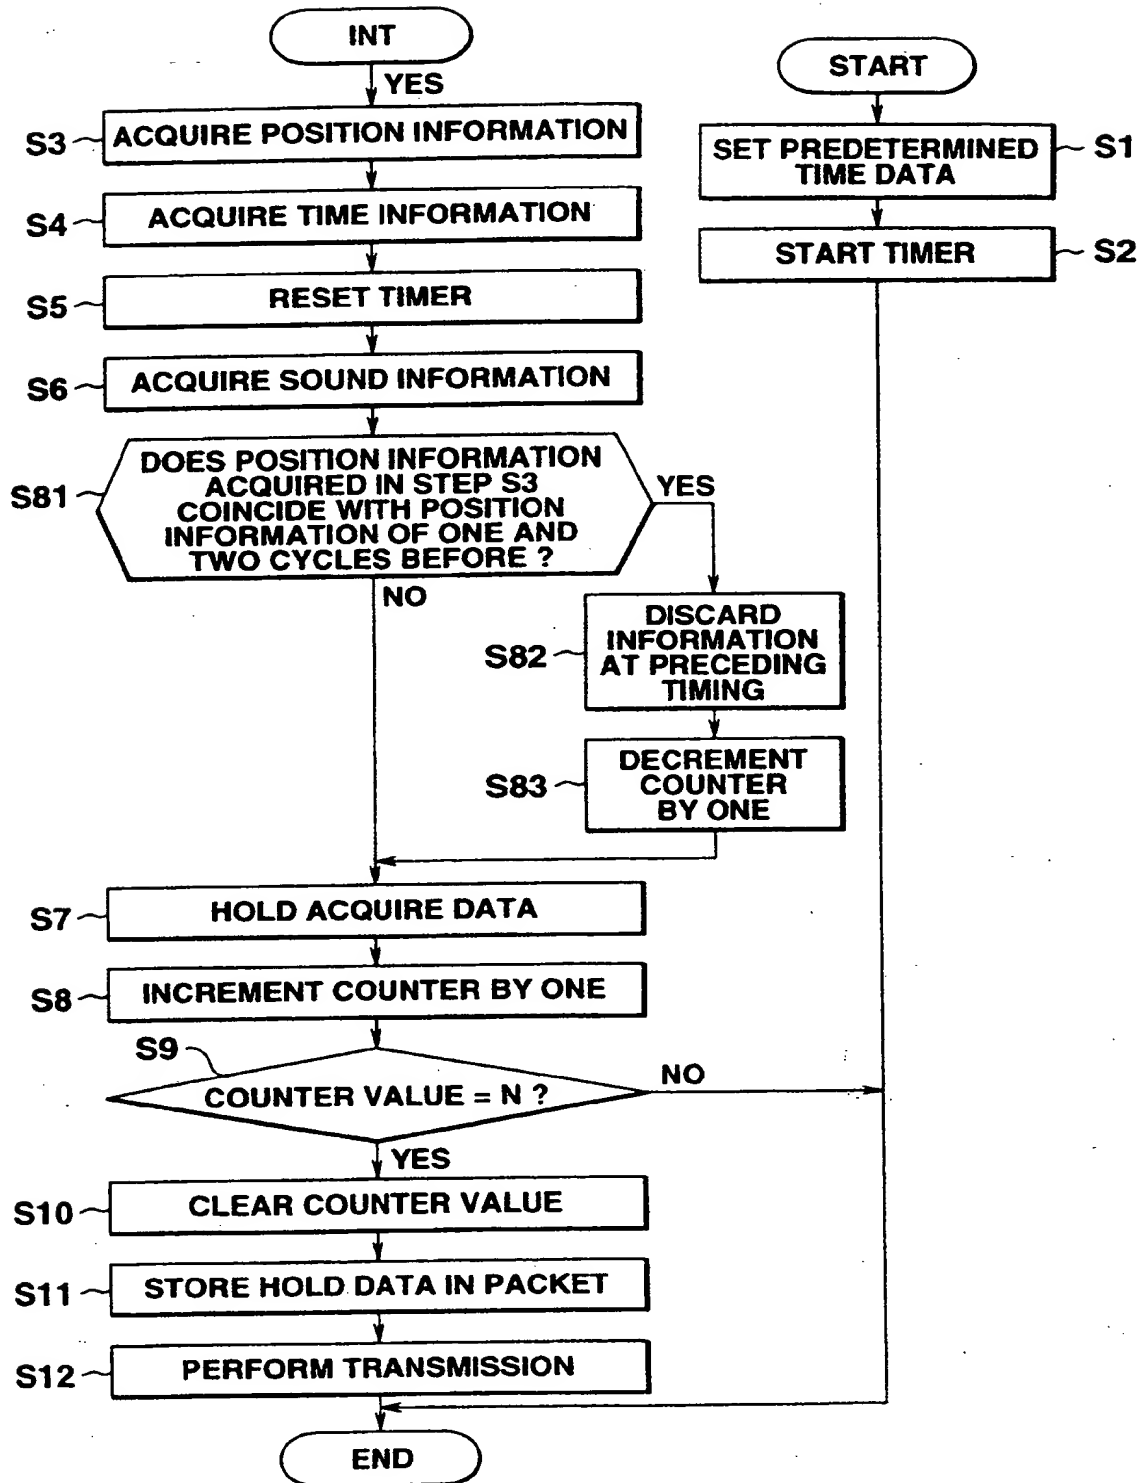 INT
YES
S3
ACQUIRE POSITION INFORMATION
S4
ACQUIRE TIME INFORMATION
S5
RESET TIMER
S6
ACQUIRE SOUND INFORMATION
S81
DOES POSITION INFORMATION
ACQUIRED IN STEP S3
COINCIDE WITH POSITION
INFORMATION OF ONE AND
TWO CYCLES BEFORE ?
YES
NO
S82
DISCARD
INFORMATION
AT PRECEDING
TIMING
S83
DECREMENT
COUNTER
BY ONE
S7
HOLD ACQUIRE DATA
S8
INCREMENT COUNTER BY ONE
S9
COUNTER VALUE = N ?
NO
YES
S10
CLEAR COUNTER VALUE
S11
STORE HOLD DATA IN PACKET
S12
PERFORM TRANSMISSION
END
START
SET PREDETERMINED
TIME DATA
S1
START TIMER
S2